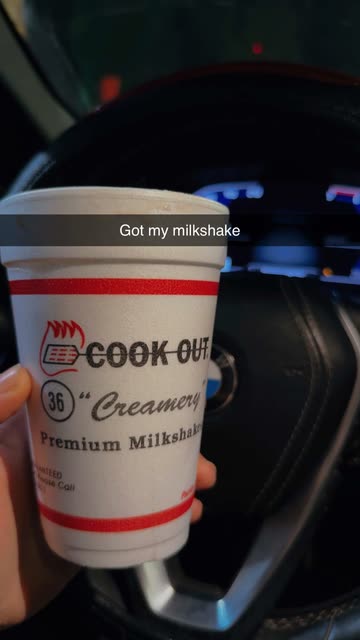 Got my milkshake
COOK OUT
36 "Creamery"
Premium Milkshake